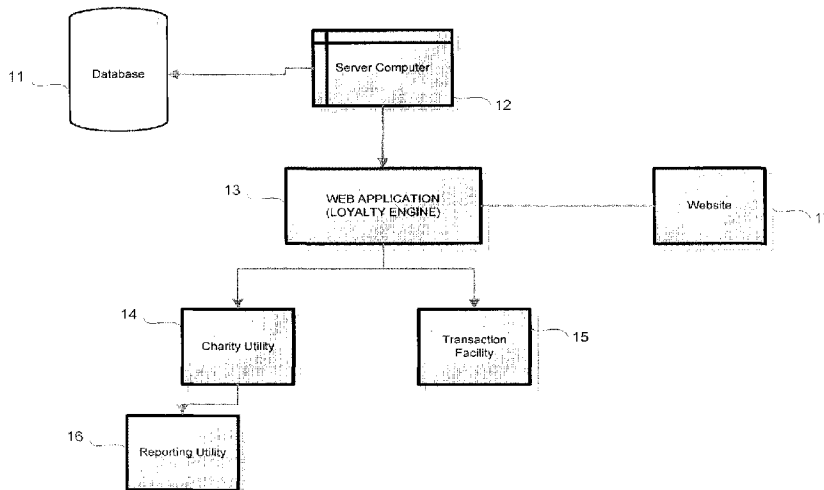 Database
11
Server Computer
12
13
WEB APPLICATION
(LOYALTY ENGINE)
Website
14
Charity Utility
Transaction
Facility
15
16
Reporting Utility